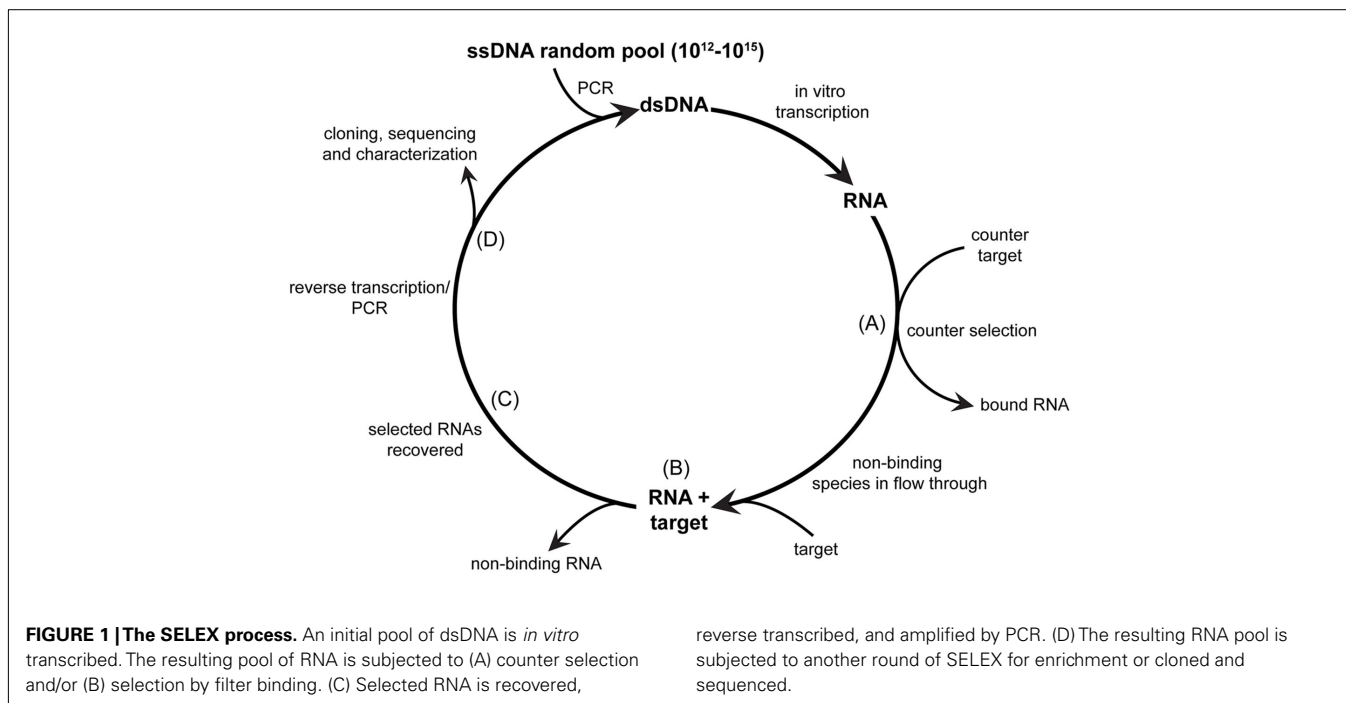 ssDNA random pool (10¹²-10¹⁵)
PCR
dsDNA
in vitro
transcription
cloning, sequencing
and characterization
RNA
(D)
counter
target
reverse transcription/
PCR
(A)
counter selection
(C)
bound RNA
selected RNAs
recovered
non-binding
species in flow through
(B)
RNA +
target
target
non-binding RNA
FIGURE 1 | The SELEX process. An initial pool of dsDNA is in vitro
transcribed. The resulting pool of RNA is subjected to (A) counter selection
and/or (B) selection by filter binding. (C) Selected RNA is recovered,
reverse transcribed, and amplified by PCR. (D) The resulting RNA pool is
subjected to another round of SELEX for enrichment or cloned and
sequenced.